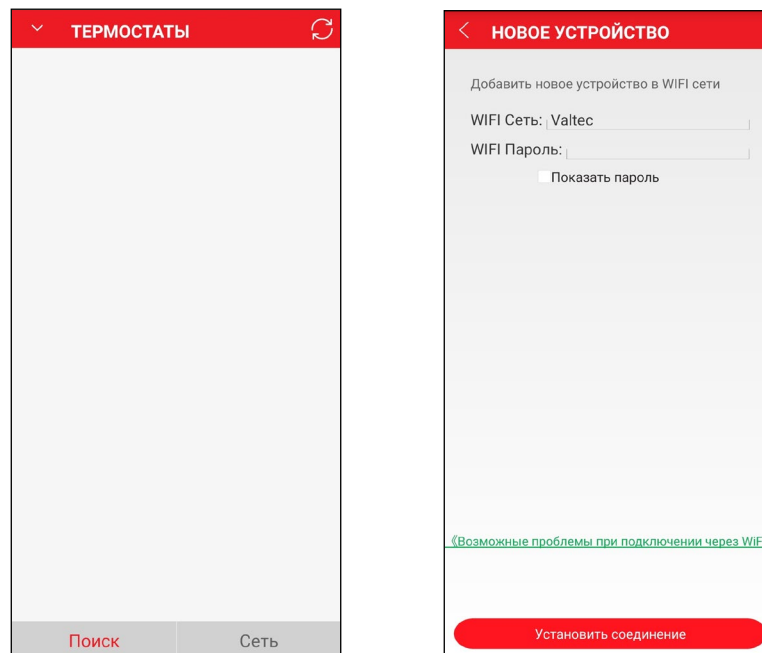 ТЕРМОСТАТЫ
Поиск
Сеть
НОВОЕ УСТРОЙСТВО
Добавить новое устройство в WIFI сети
WIFI Сеть: Valtec
WIFI Пароль:
Показать пароль
《Возможные проблемы при подключении через WiF
Установить соединение